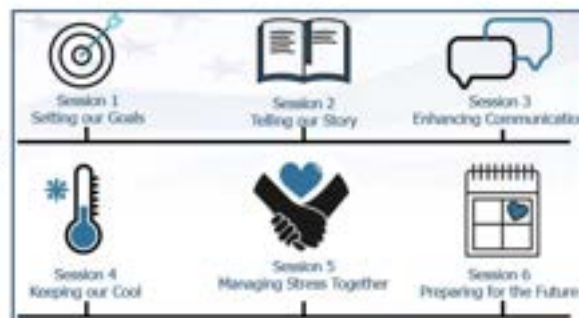 Session 1
Setting our Goals
Session 2
Telling our Story
Session 3
Enhancing Communication
Session 4
Keeping our Cool
Session 5
Managing Stress Together
Session 6
Preparing for the Future